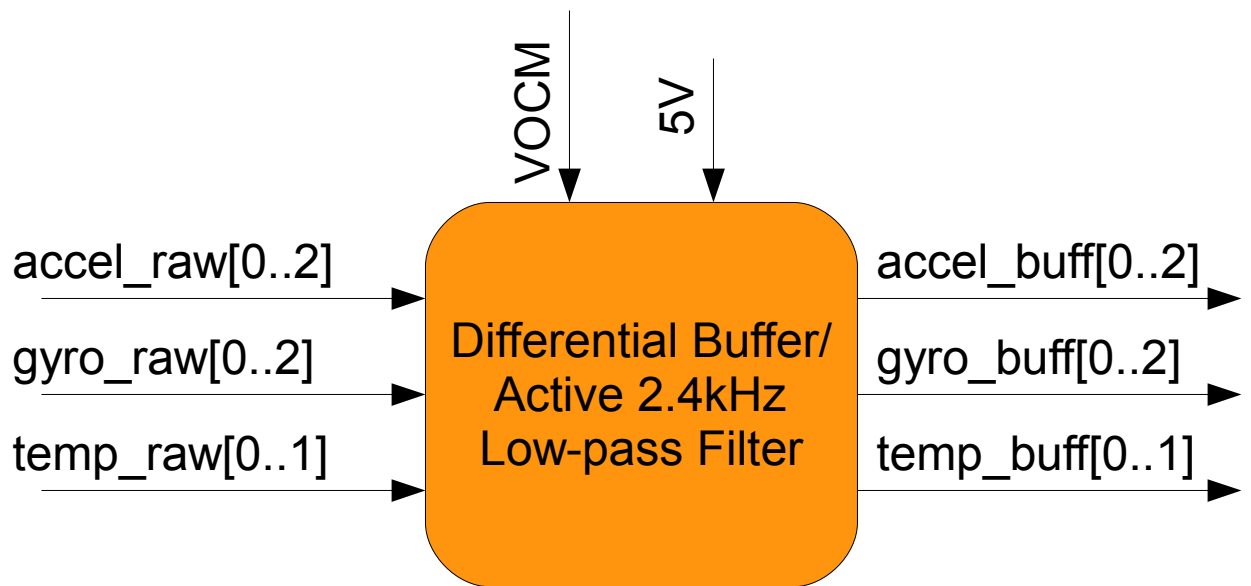 VOCM
5V
accel_raw[0..2]
gyro_raw[0..2]
temp_raw[0..1]
Differential Buffer/
Active 2.4kHz
Low-pass Filter
accel_buff[0..2]
gyro_buff[0..2]
temp_buff[0..1]